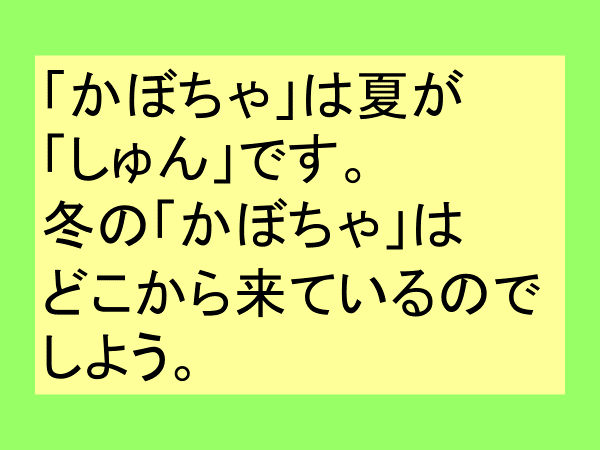 「かぼちゃ」は夏が
「しゅん」です。
冬の「かぼちゃ」は
どこから来ているので
しよう。